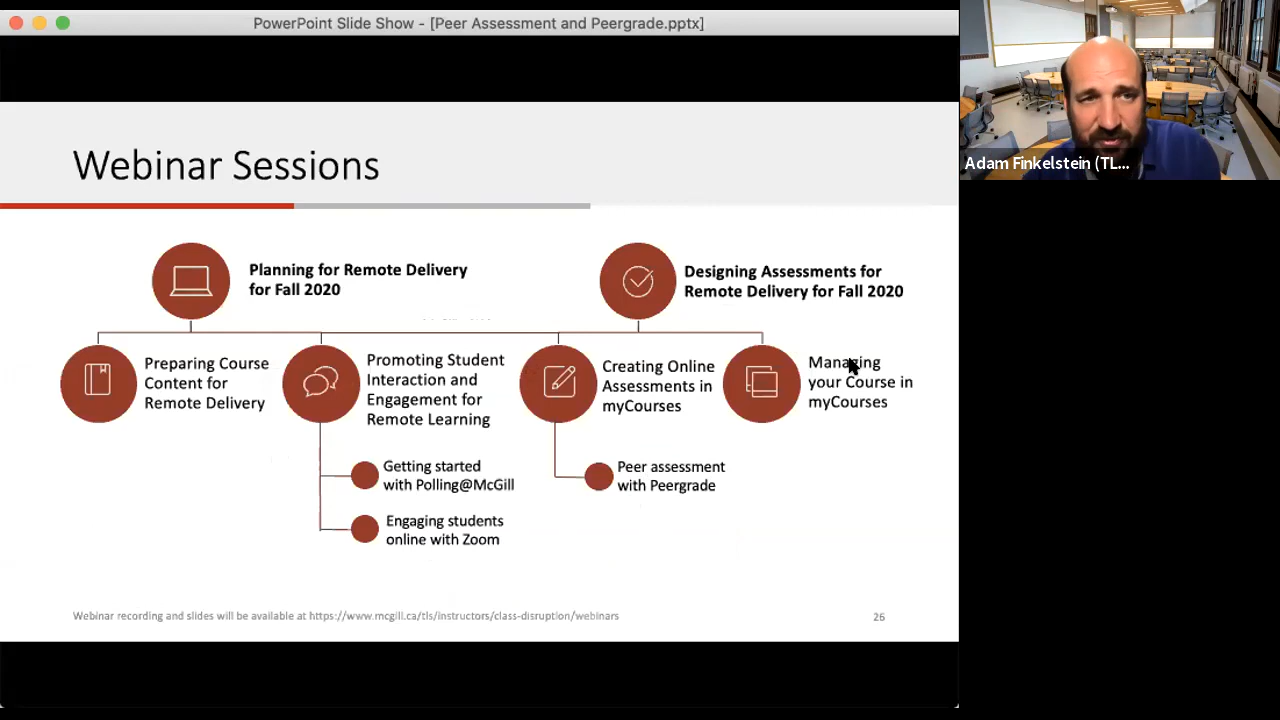 PowerPoint Slide Show - [Peer Assessment and Peergrade.pptx]
Adam Finkelstein (TL...
Webinar Sessions
Planning for Remote Delivery
for Fall 2020
Designing Assessments for
Remote Delivery for Fall 2020
Preparing Course
Content for
Remote Delivery
Promoting Student
Interaction and
Engagement for
Remote Learning
Creating Online
Assessments in
myCourses
Managing
your Course in
myCourses
Getting started
with Polling@McGill
Engaging students
online with Zoom
Peer assessment
with Peergrade
Webinar recording and slides will be available at https://www.mcgill.ca/tls/instructors/class-disruption/webinars
26